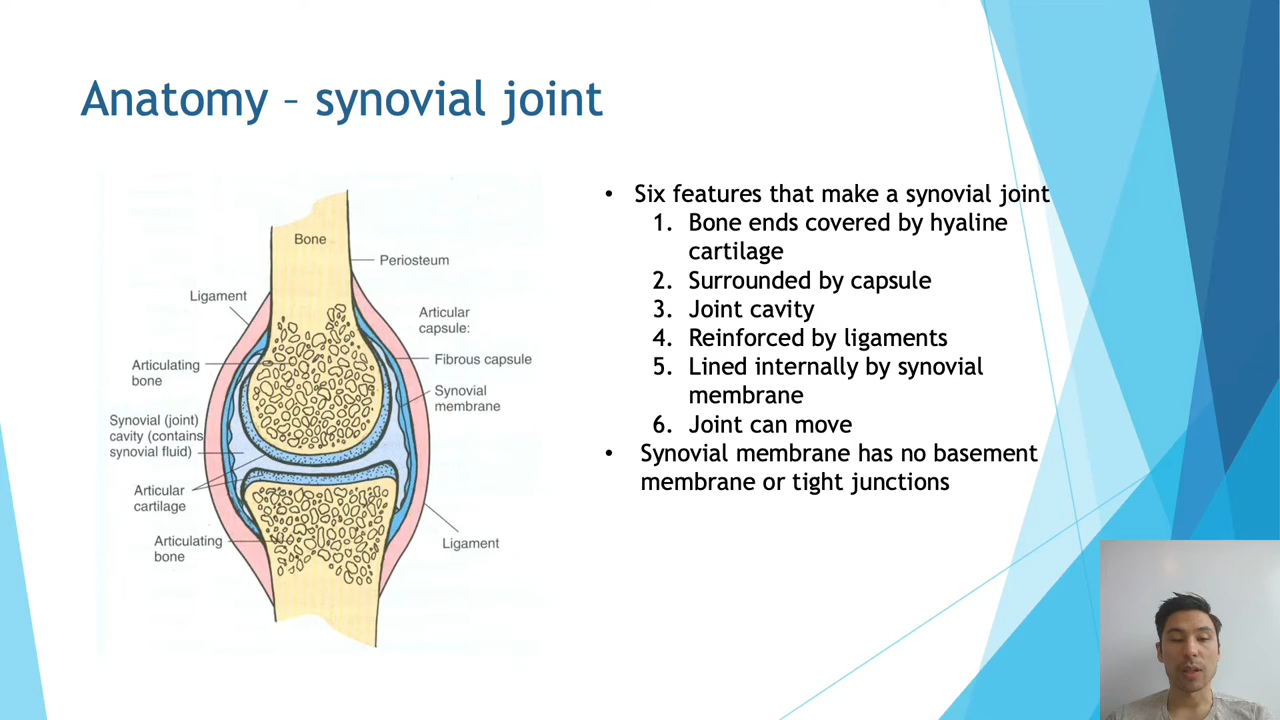 Anatomy – synovial joint
Bone
Periosteum
Ligament
Articular
capsule:
Fibrous capsule
Articulating
bone
Synovial
membrane
Synovial (joint)
cavity (contains
synovial fluid)
Articular
cartilage
Articulating
bone
Ligament
• Six features that make a synovial joint
1. Bone ends covered by hyaline
cartilage
2. Surrounded by capsule
3. Joint cavity
4. Reinforced by ligaments
5. Lined internally by synovial
membrane
6. Joint can move
• Synovial membrane has no basement
membrane or tight junctions